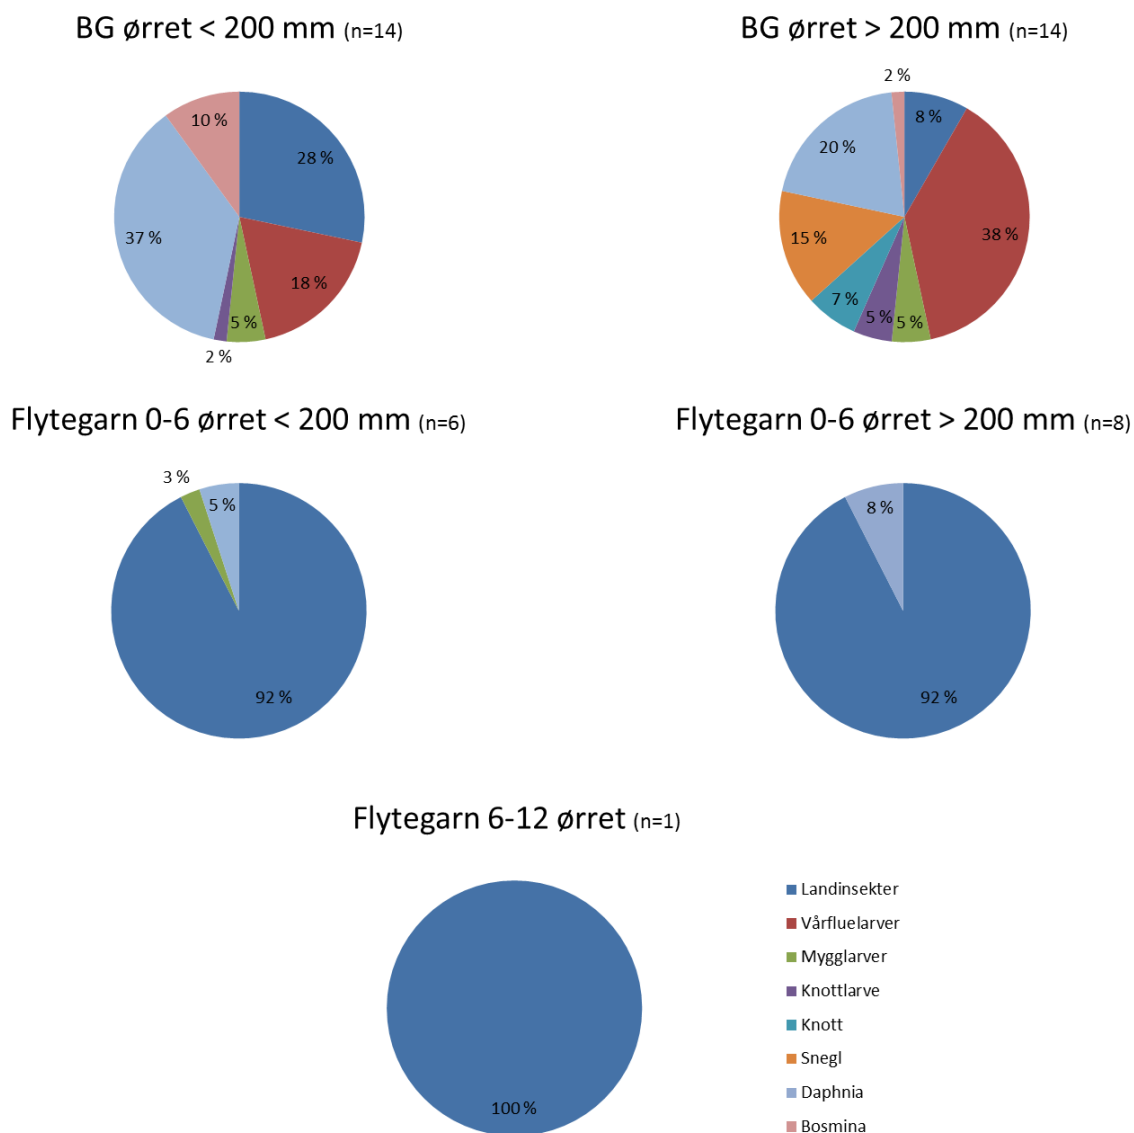 BG ørret < 200 mm (n=14)
10 %
28 %
37 %
18 %
5 %
2 %
BG ørret > 200 mm (n=14)
2 %
8 %
20 %
38 %
15 %
7 %
5 %
5 %
Flytegarn 0-6 ørret < 200 mm (n=6)
3 %
5 %
92 %
Flytegarn 0-6 ørret > 200 mm (n=8)
8 %
92 %
Flytegarn 6-12 ørret (n=1)
100 %
Landinsekter
Vårfluelarver
Mygglarver
Knottlarve
Knott
Snegl
Daphnia
Bosmina